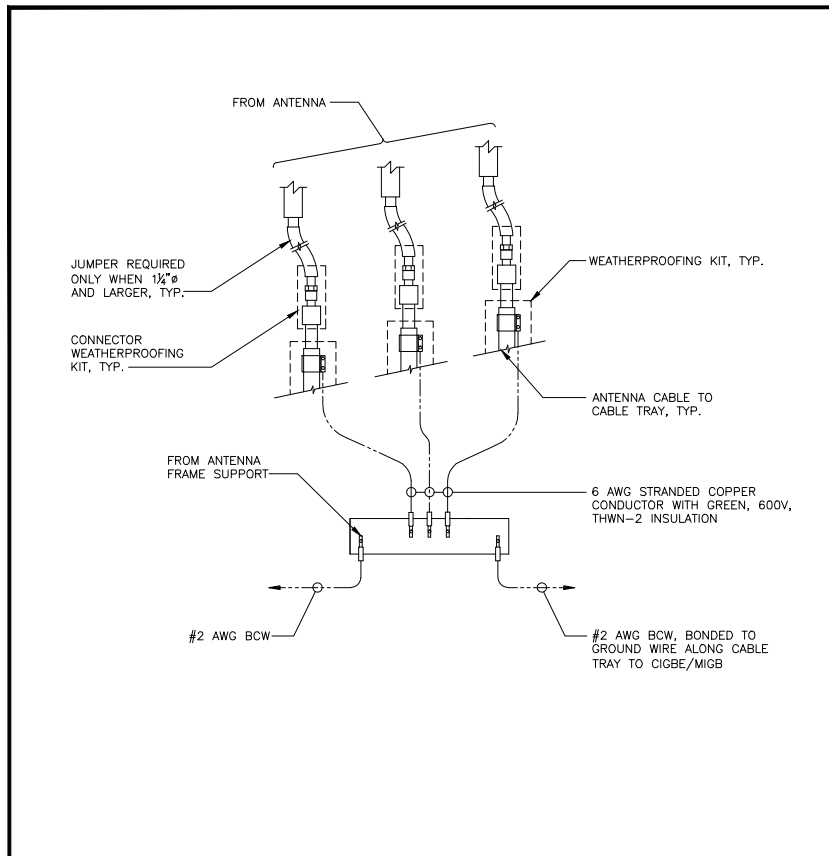 FROM ANTENNA
JUMPER REQUIRED
ONLY WHEN 1¼"ø
AND LARGER, TYP.
WEATHERPROOFING KIT, TYP.
CONNECTOR
WEATHERPROOFING
KIT, TYP.
ANTENNA CABLE TO
CABLE TRAY, TYP.
FROM ANTENNA
FRAME SUPPORT
6 AWG STRANDED COPPER
CONDUCTOR WITH GREEN, 600V,
THWN-2 INSULATION
#2 AWG BCW
#2 AWG BCW, BONDED TO
GROUND WIRE ALONG CABLE
TRAY TO CIGBE/MIGB